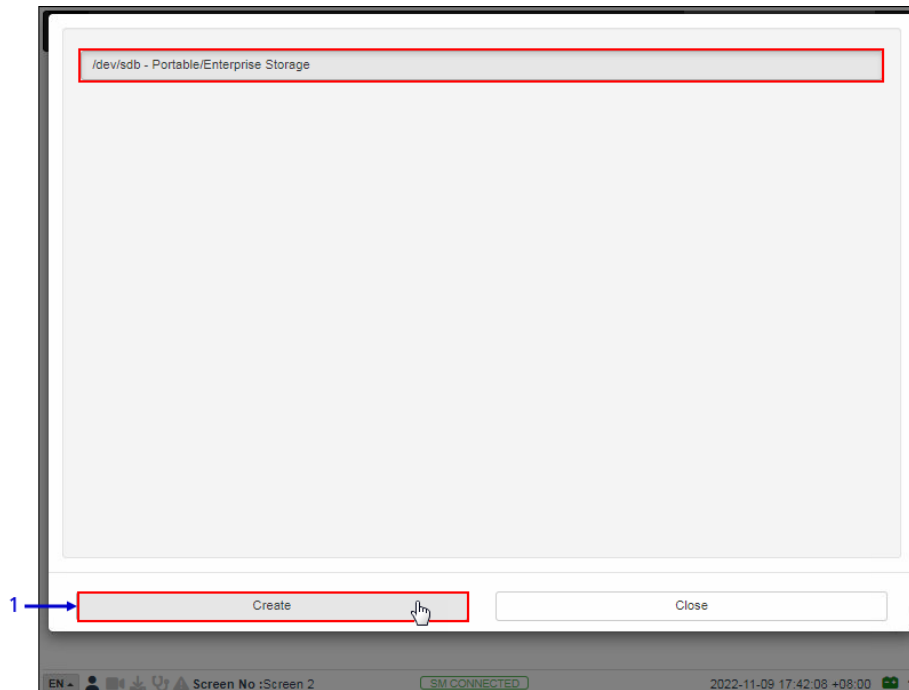 /dev/sdb - Portable/Enterprise Storage
1
Create
Close
EN
Screen No :Screen 2
SM CONNECTED
2022-11-09 17:42:08 +08:00